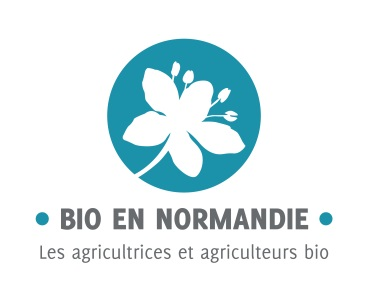 • BIO EN NORMANDIE •
Les agricultrices et agriculteurs bio